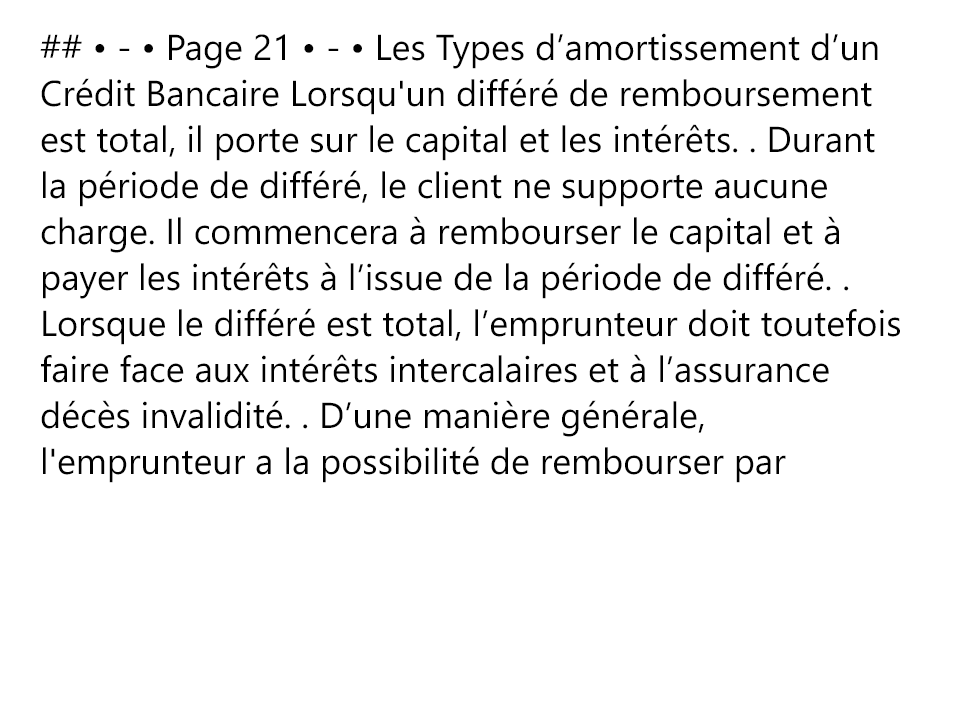 ## • - • Page 21 • - • Les Types d’amortissement d’un
Crédit Bancaire Lorsqu'un différé de remboursement
est total, il porte sur le capital et les intérêts. . Durant
la période de différé, le client ne supporte aucune
charge. Il commencera à rembourser le capital et à
payer les intérêts à l’issue de la période de différé. .
Lorsque le différé est total, l’emprunteur doit toutefois
faire face aux intérêts intercalaires et à l’assurance
décès invalidité. . D’une manière générale,
l'emprunteur a la possibilité de rembourser par